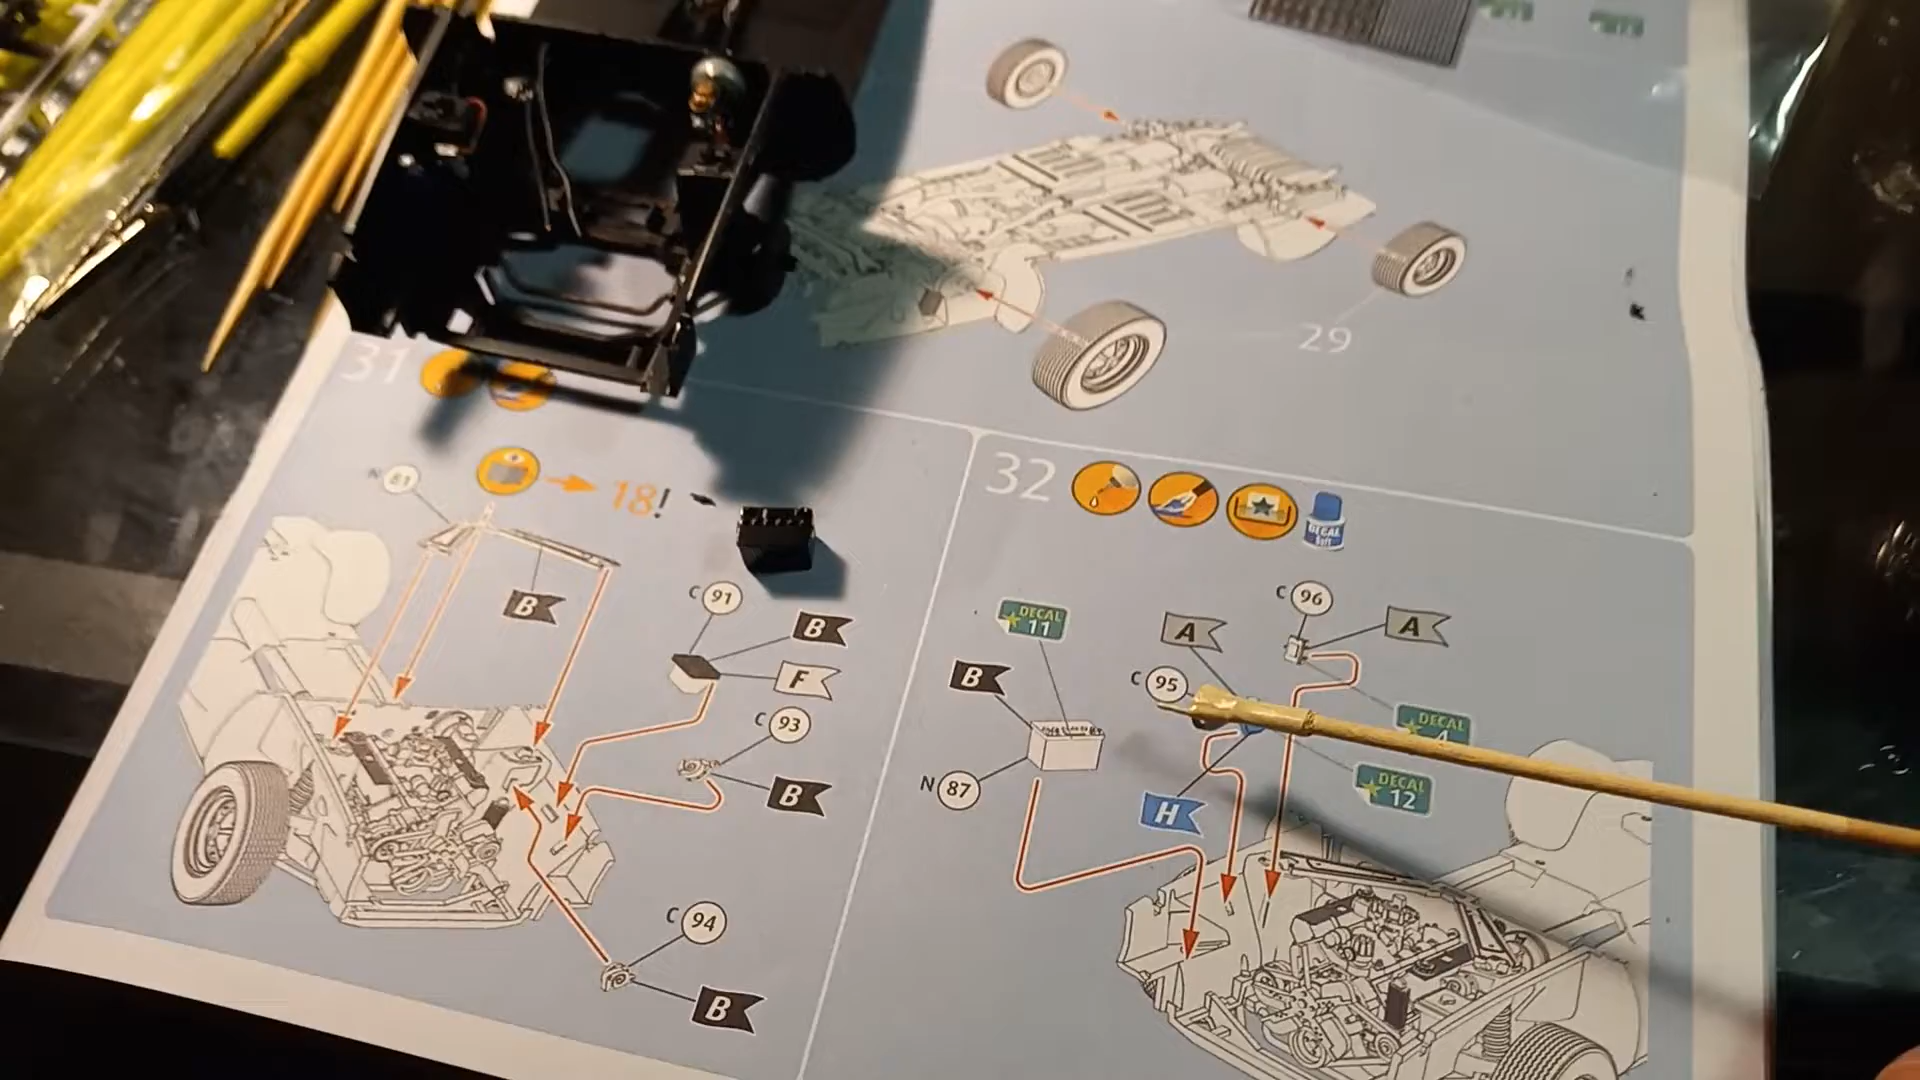 29
31
18!
N 81
B
C 91
B
F
C 93
B
C 94
B
32
DECAL
Soft
DECAL
11
C 96
A
A
C 95
B
DECAL
4
DECAL
12
N 87
H